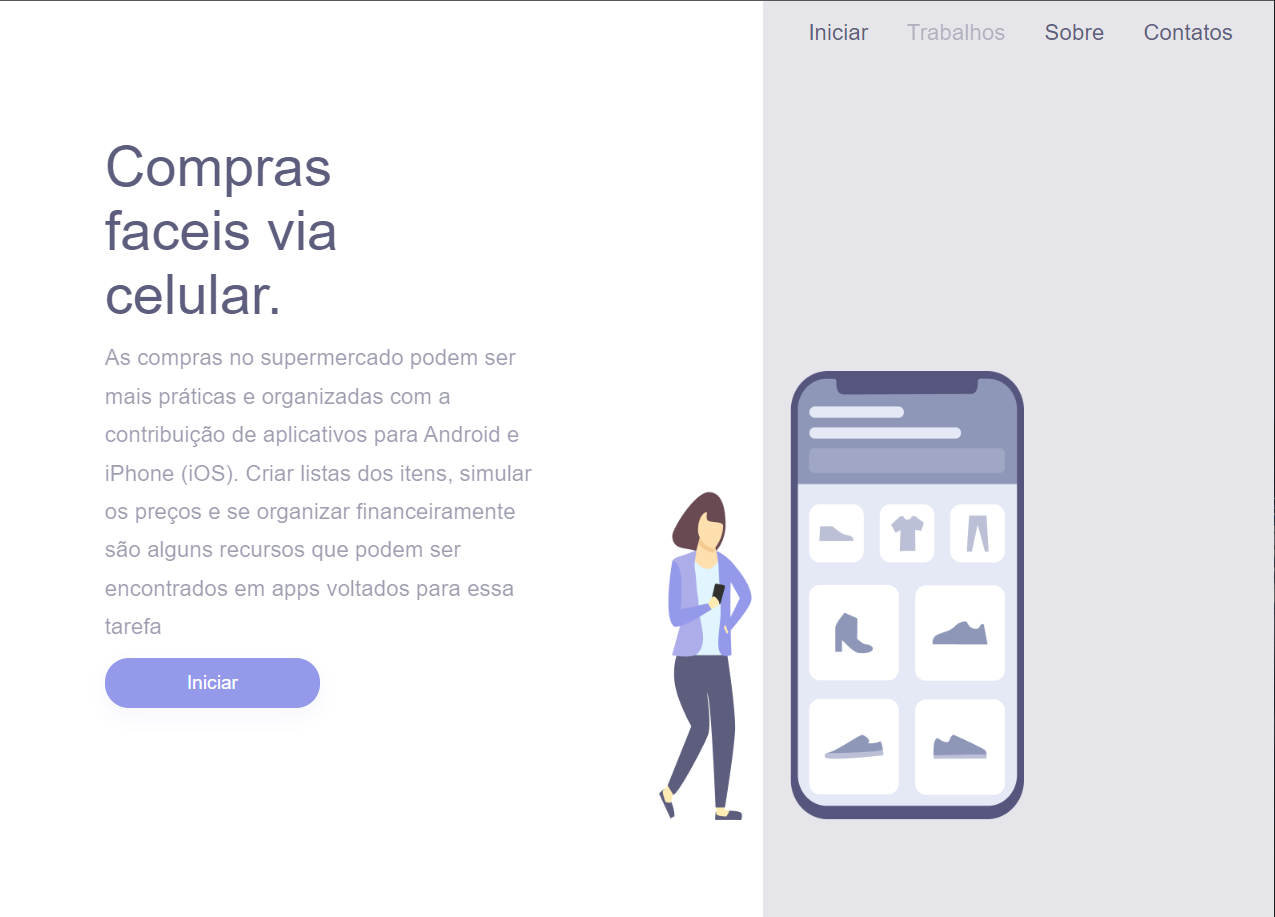 Iniciar Trabalhos Sobre Contatos
Compras
faceis via
celular.
As compras no supermercado podem ser
mais práticas e organizadas com a
contribuição de aplicativos para Android e
iPhone (iOS). Criar listas dos itens, simular
os preços e se organizar financeiramente
são alguns recursos que podem ser
encontrados em apps voltados para essa
tarefa
Iniciar